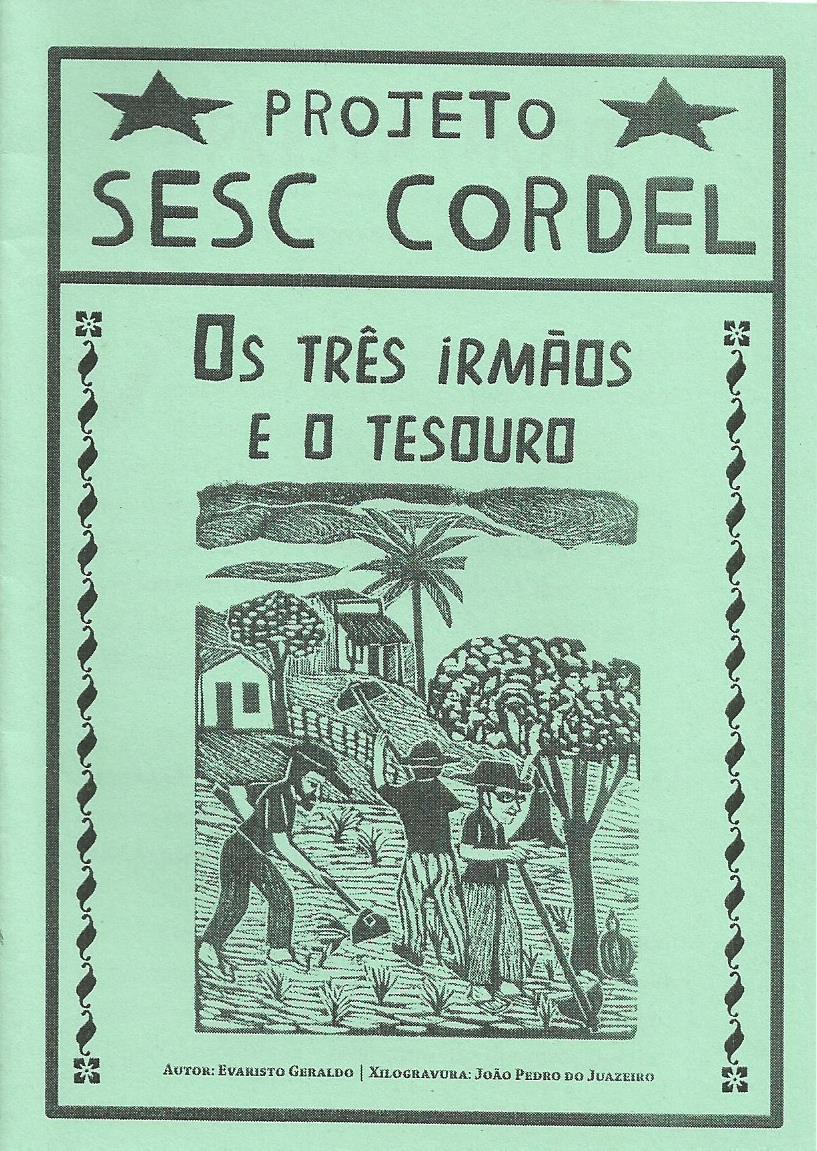 PROJETO
SESC CORDEL
OS TRÊS iRMÃOS
E O TESOURO
AUTOR: EVARISTO GERALDO | XILOGRAVURA: JOÃO PEDRO DO JUAZEIRO